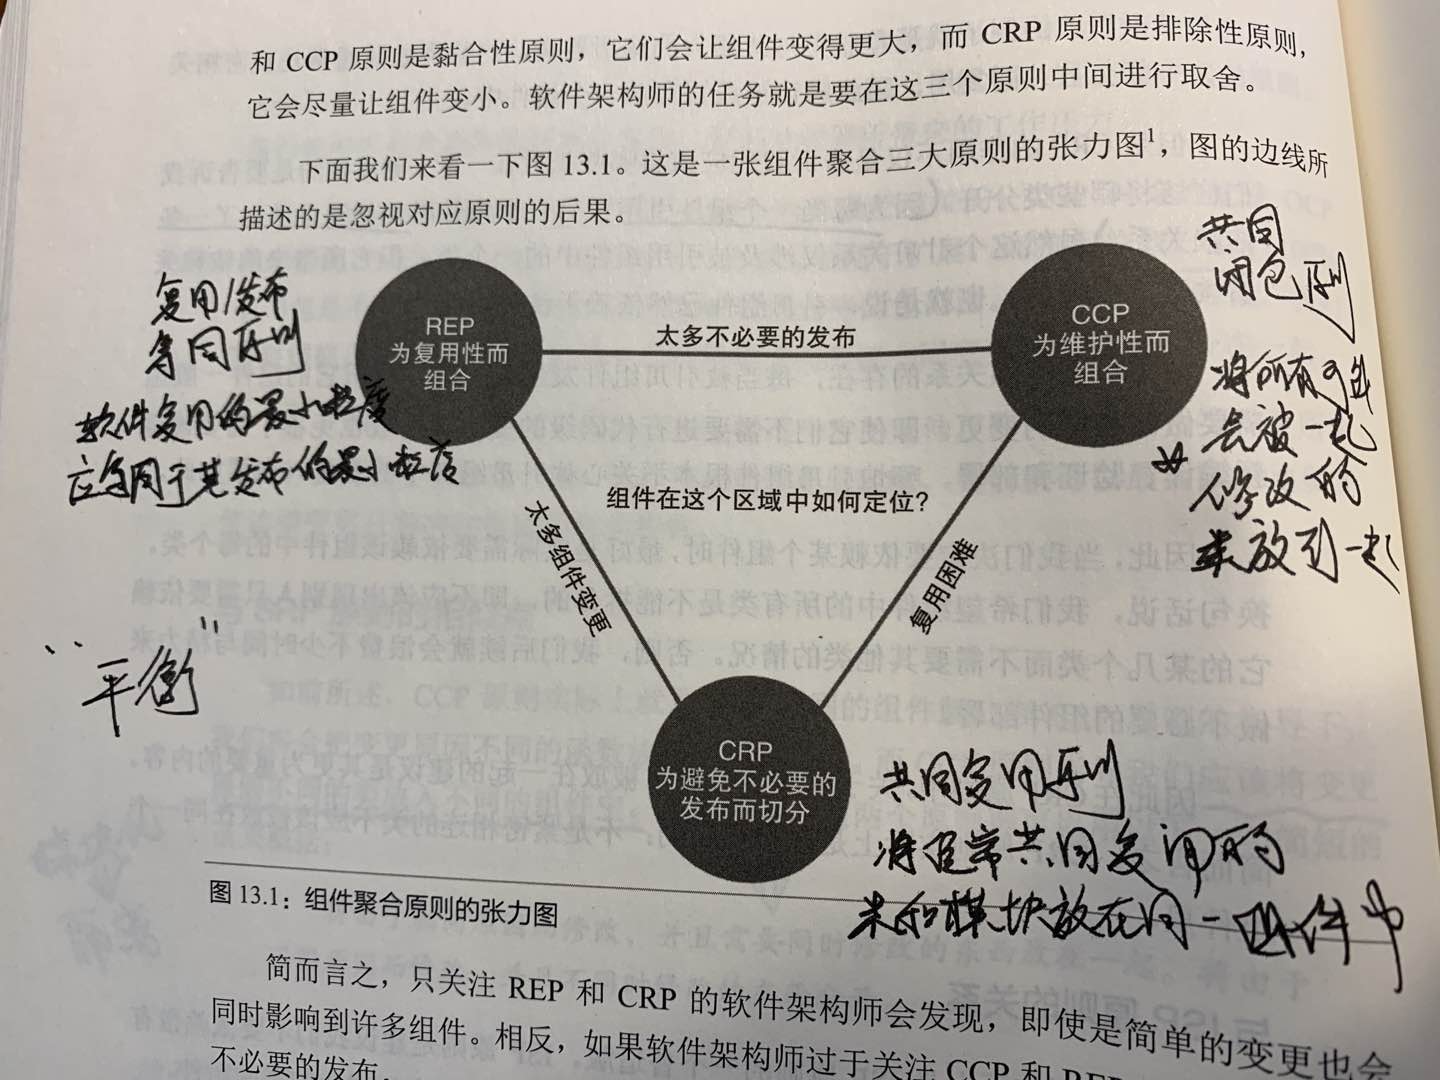 和 CCP 原则是黏合性原则，它们会让组件变得更大，而 CRP 原则是排除性原则，
它会尽量让组件变小。软件架构师的任务就是要在这三个原则中间进行取舍。
下面我们来看一下图 13.1。这是一张组件聚合三大原则的张力图1，图的边线所
描述的是忽视对应原则的后果。
复用/发布
等同原则
软件复用的最小粒度
应等同于其发布的最小粒度
REP
为复用性而
组合
太多不必要的发布
CCP
为维护性而
组合
共同
闭包原则
将所有可能
会被一起
修改的
类放到一起
组件在这个区域中如何定位？
太多组件变更
复用困难
“平衡”
CRP
为避免不必要的
发布而切分
共同复用原则
将经常共同复用的
类和模块放在同一组件中
图 13.1：组件聚合原则的张力图
简而言之，只关注 REP 和 CRP 的软件架构师会发现，即使是简单的变更也会
同时影响到许多组件。相反，如果软件架构师过于关注 CCP 和 REP
不必要的发布。